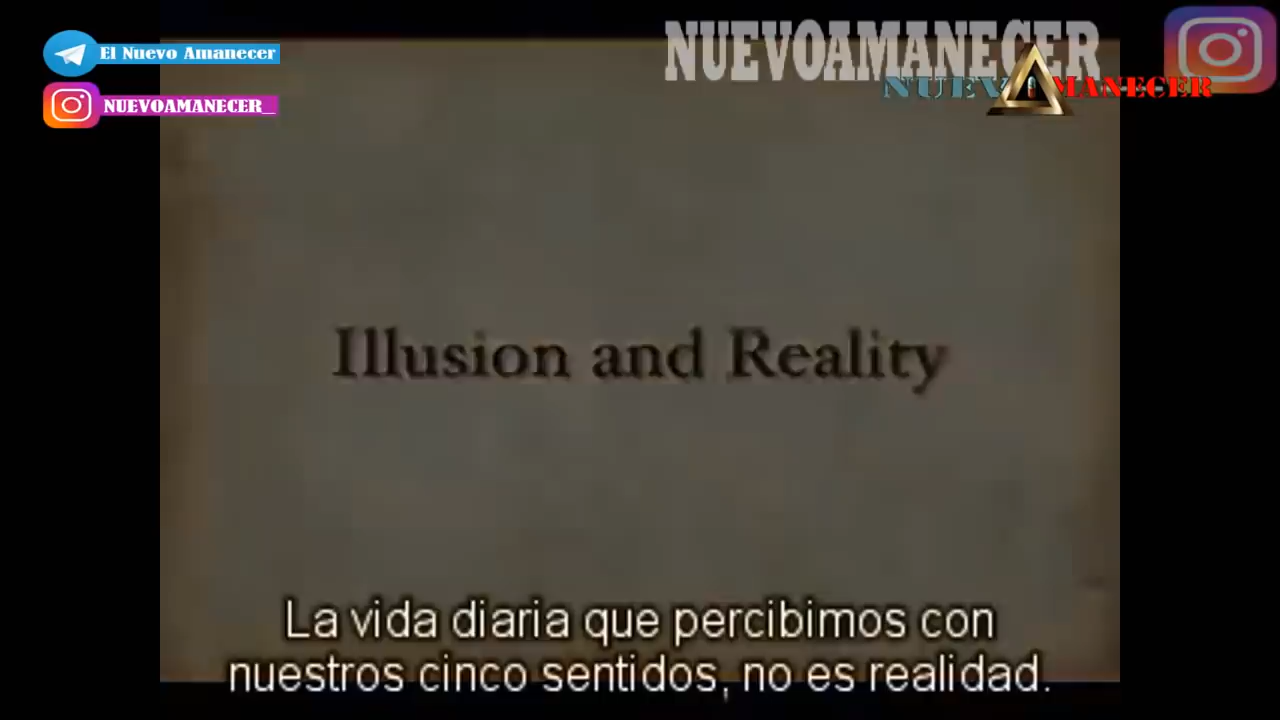 El Nuevo Amanecer
NUEVOAMANECER_
NUEVOAMANECER
NUEVAMANECER
Illusion and Reality
La vida diaria que percibimos con
nuestros cinco sentidos, no es realidad.